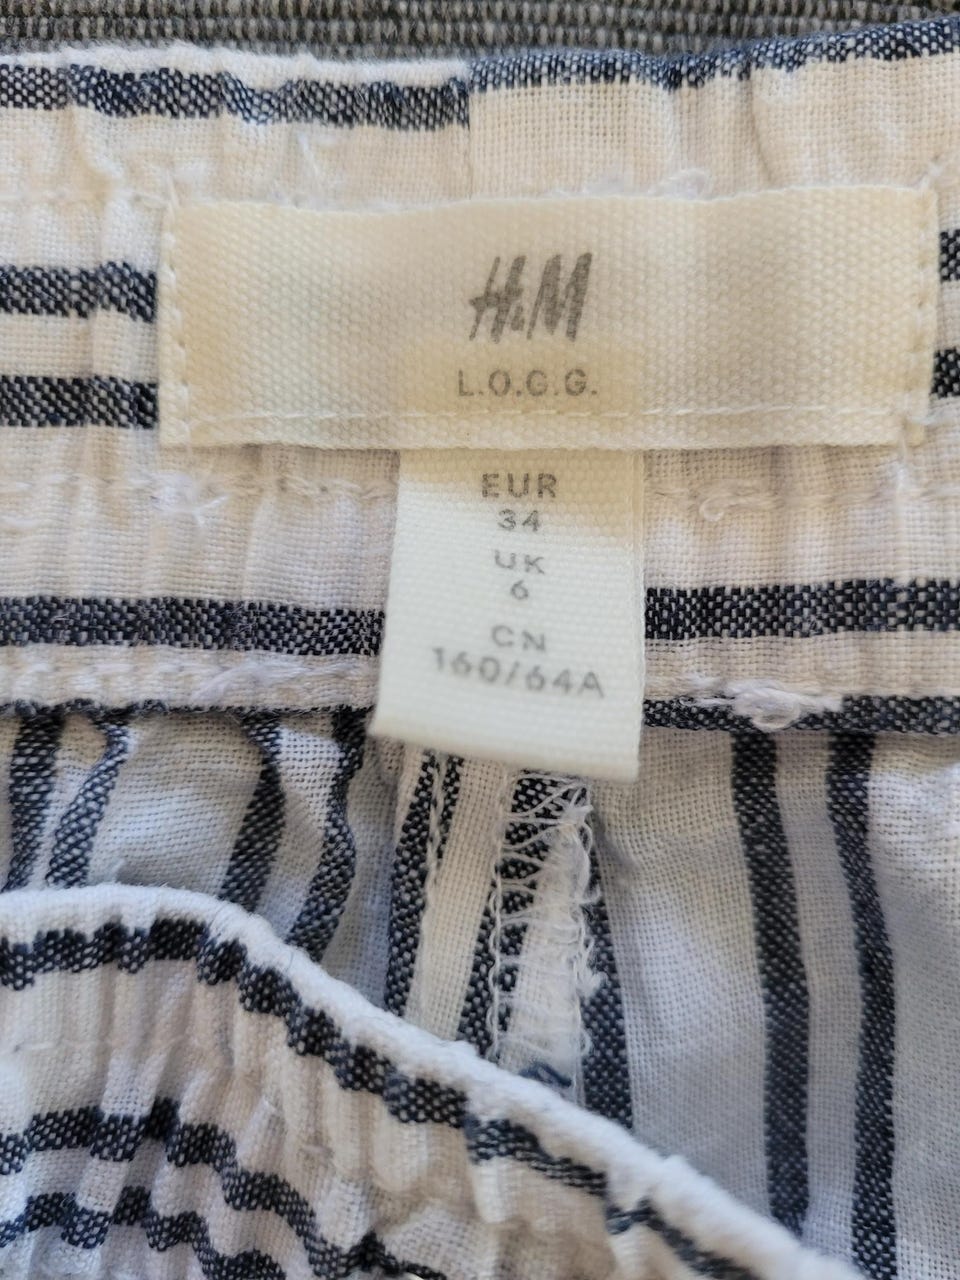 H&M
L.O.G.G.
EUR
34
UK
6
CN
160/64A